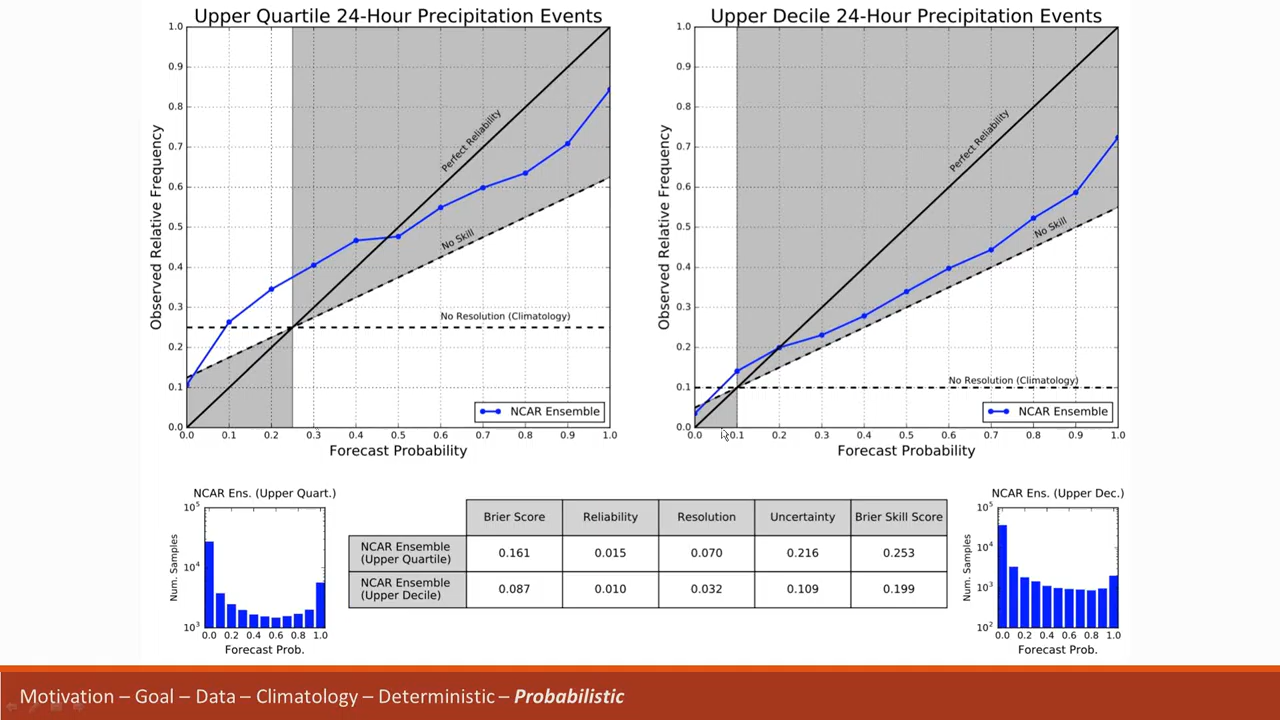 Upper Quartile 24-Hour Precipitation Events
1.0
0.9
0.8
0.7
0.6
0.5
0.4
0.3
0.2
0.1
0.0
Observed Relative Frequency
Perfect Reliability
No Skill
No Resolution (Climatology)
NCAR Ensemble
0.0 0.1 0.2 0.3 0.4 0.5 0.6 0.7 0.8 0.9 1.0
Forecast Probability
Upper Decile 24-Hour Precipitation Events
1.0
0.9
0.8
0.7
0.6
0.5
0.4
0.3
0.2
0.1
0.0
Observed Relative Frequency
Perfect Reliability
No Skill
No Resolution (Climatology)
NCAR Ensemble
0.0 0.1 0.2 0.3 0.4 0.5 0.6 0.7 0.8 0.9 1.0
Forecast Probability
NCAR Ens. (Upper Quart.)
10^5
10^4
10^3
Num. Samples
0.0 0.2 0.4 0.6 0.8 1.0
Forecast Prob.
Brier Score Reliability Resolution Uncertainty Brier Skill Score
NCAR Ensemble
(Upper Quartile) 0.161 0.015 0.070 0.216 0.253
NCAR Ensemble
(Upper Decile) 0.087 0.010 0.032 0.109 0.199
NCAR Ens. (Upper Dec.)
10^5
10^4
10^3
10^2
Num. Samples
0.0 0.2 0.4 0.6 0.8 1.0
Forecast Prob.
Motivation – Goal – Data – Climatology – Deterministic – Probabilistic